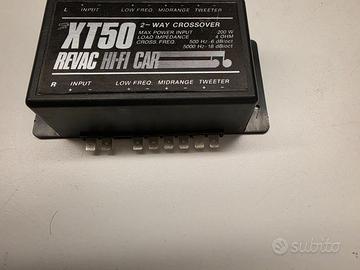 L INPUT LOW FREQ. MIDRANGE TWEETER
- + - + - + - +
XT50
2-WAY CROSSOVER
MAX POWER INPUT 200 W
LOAD IMPEDANCE 4 OHM
CROSS FREQ. 500 Hz-6 dB/oct
5000 Hz-18 dB/oct
REVAC HI-FI CAR
- + - + - + - +
R INPUT LOW FREQ. MIDRANGE TWEETER
subito